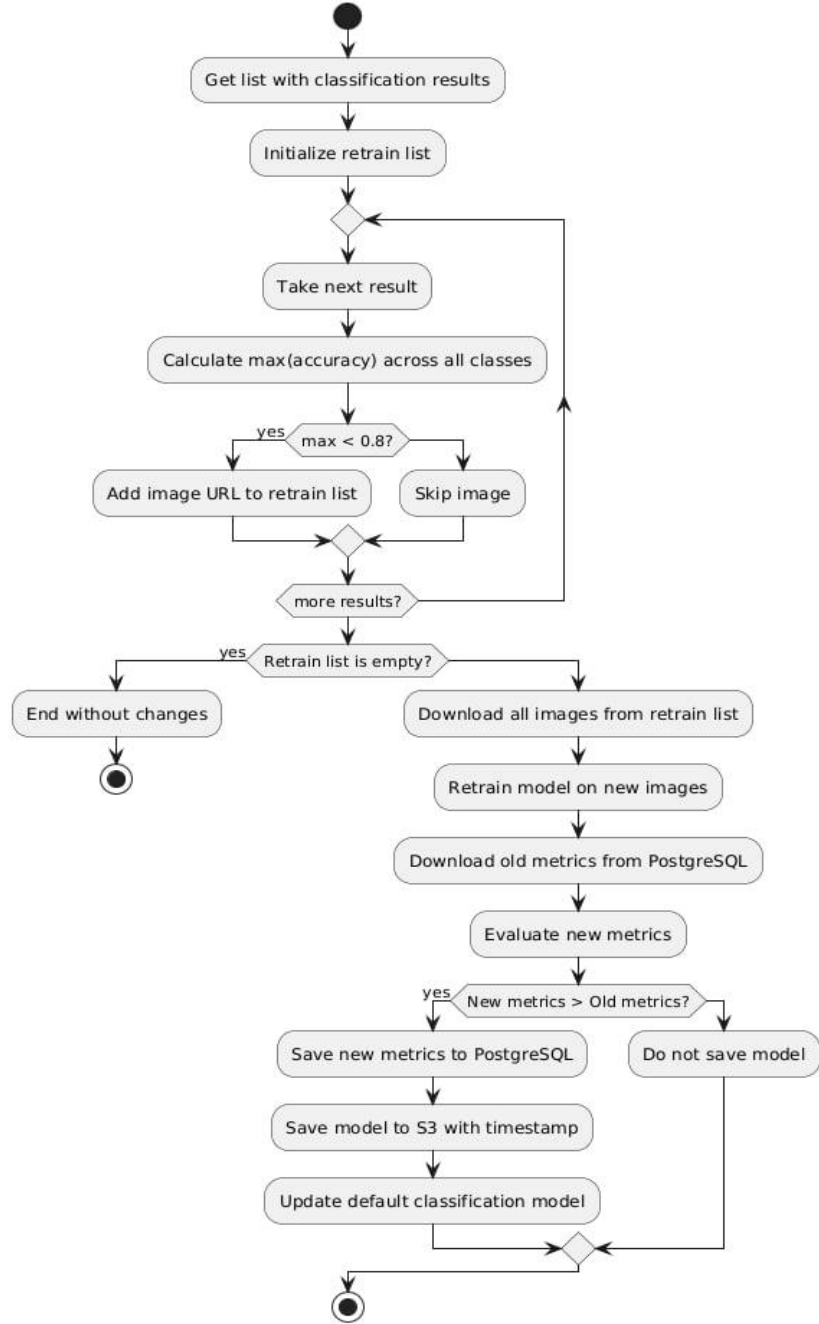 Get list with classification results
Initialize retrain list
Take next result
Calculate max(accuracy) across all classes
yes
max < 0.8?
Add image URL to retrain list
Skip image
more results?
yes
Retrain list is empty?
End without changes
Download all images from retrain list
Retrain model on new images
Download old metrics from PostgreSQL
Evaluate new metrics
yes
New metrics > Old metrics?
Save new metrics to PostgreSQL
Do not save model
Save model to S3 with timestamp
Update default classification model